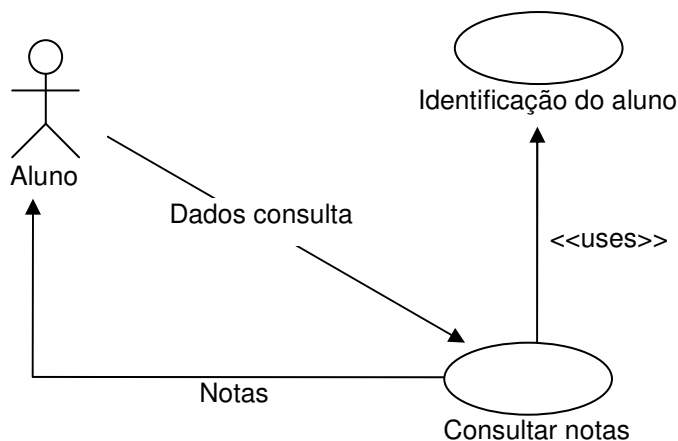 Identificação do aluno
Aluno
Dados consulta
<<uses>>
Notas
Consultar notas